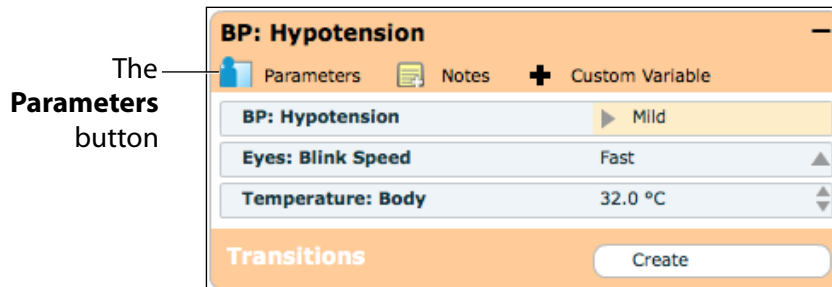 The
Parameters
button
BP: Hypotension
Parameters Notes Custom Variable
BP: Hypotension Mild
Eyes: Blink Speed Fast
Temperature: Body 32.0 °C
Transitions Create